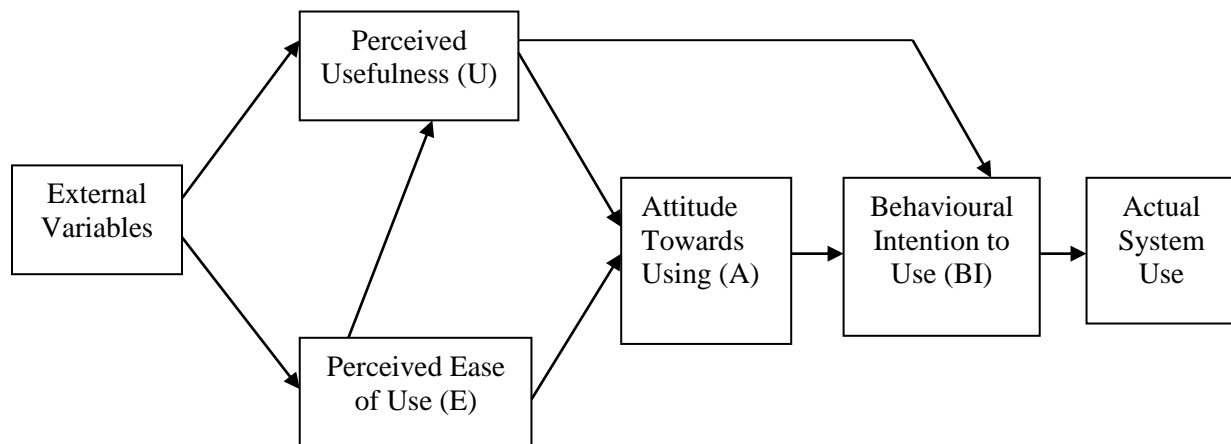 Perceived
Usefulness (U)
External
Variables
Perceived Ease
of Use (E)
Attitude
Towards
Using (A)
Behavioural
Intention to
Use (BI)
Actual
System
Use